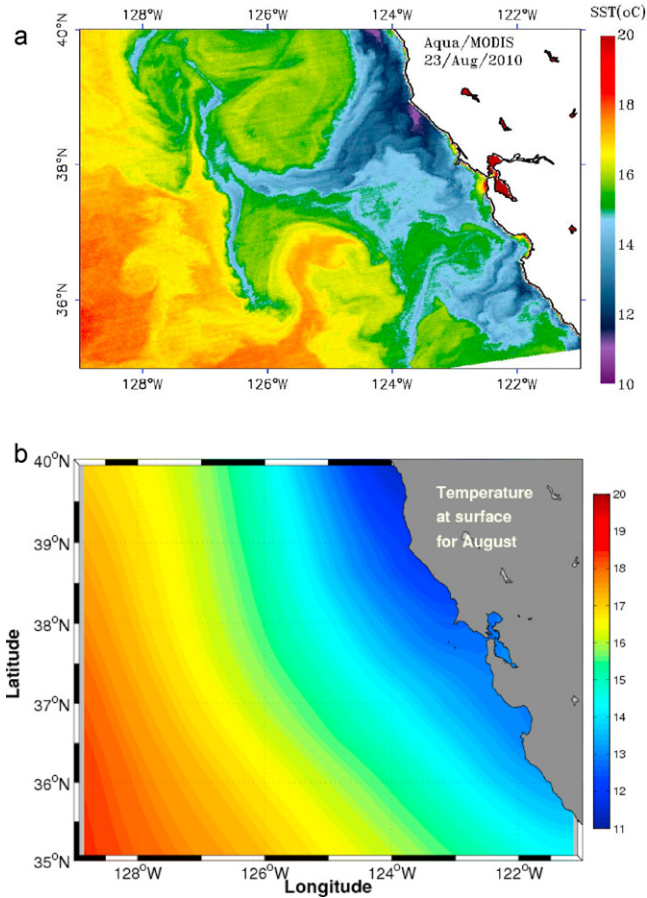 SST(oC)
a
Aqua/MODIS
23/Aug/2010
40°N
38°N
36°N
128°W
126°W
124°W
122°W
128°W
126°W
124°W
122°W
20
18
16
14
12
10
b
Temperature
at surface
for August
40°N
39°N
38°N
37°N
36°N
35°N
Latitude
128°W
126°W
124°W
122°W
Longitude
20
19
18
17
16
15
14
13
12
11